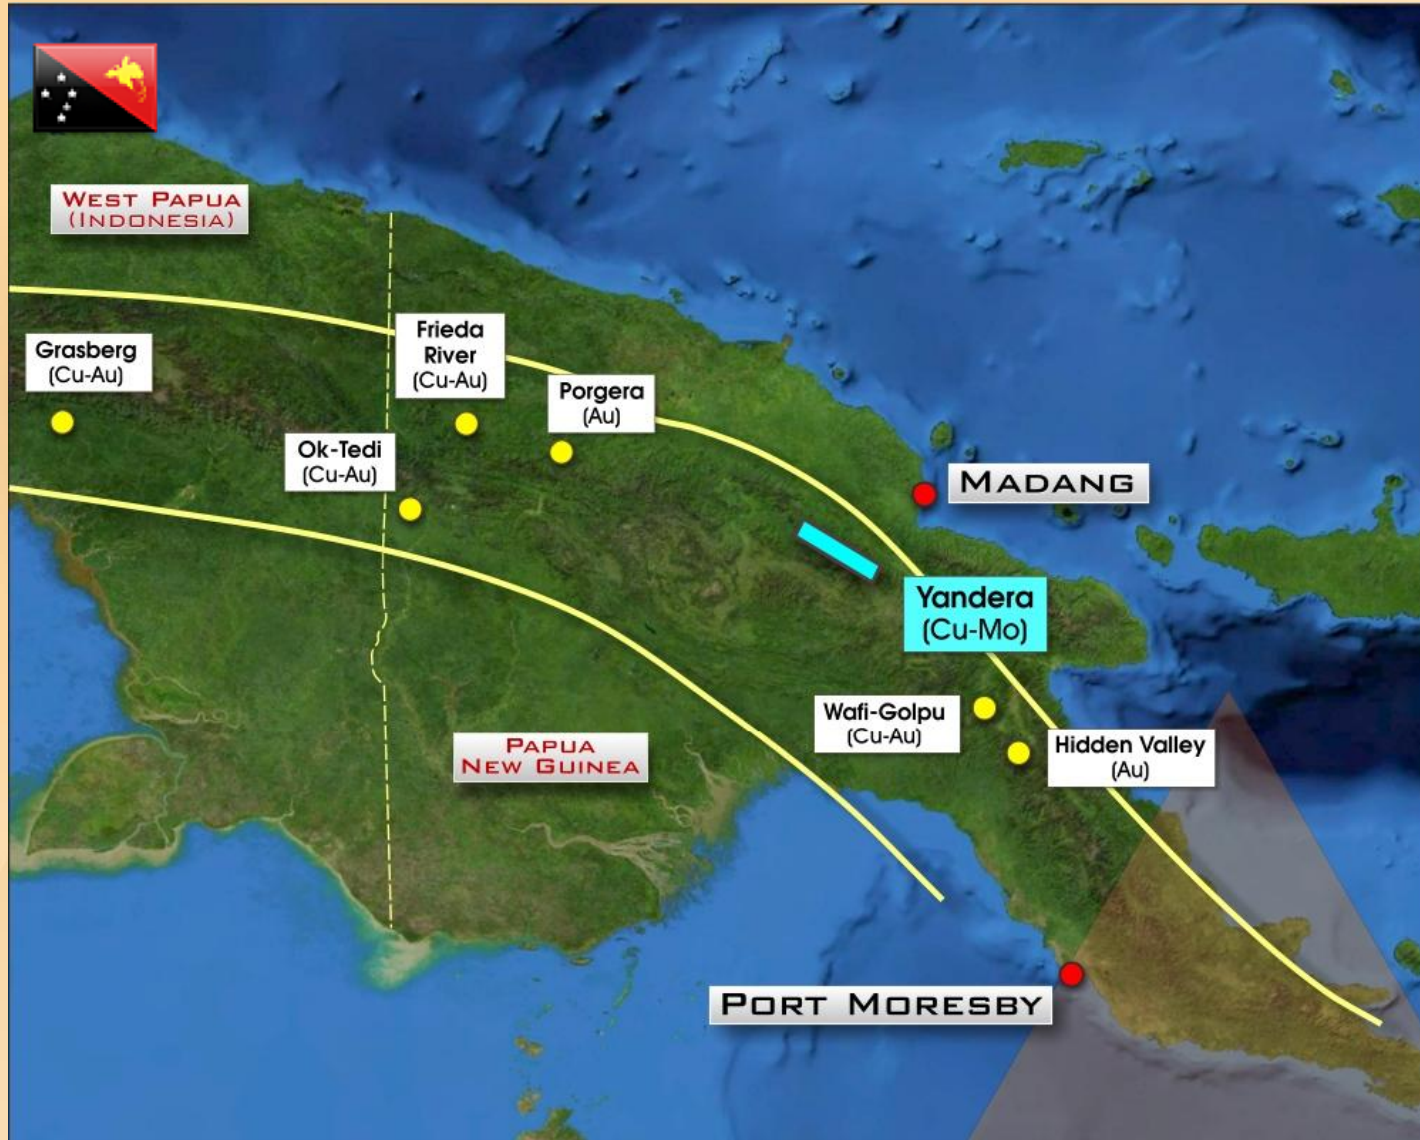 WEST PAPUA
(INDONESIA)
Grasberg
(Cu-Au)
Frieda
River
(Cu-Au)
Porgera
(Au)
Ok-Tedi
(Cu-Au)
MADANG
Yandera
(Cu-Mo)
Wafi-Golpu
(Cu-Au)
Hidden Valley
(Au)
PAPUA
NEW GUINEA
PORT MORESBY